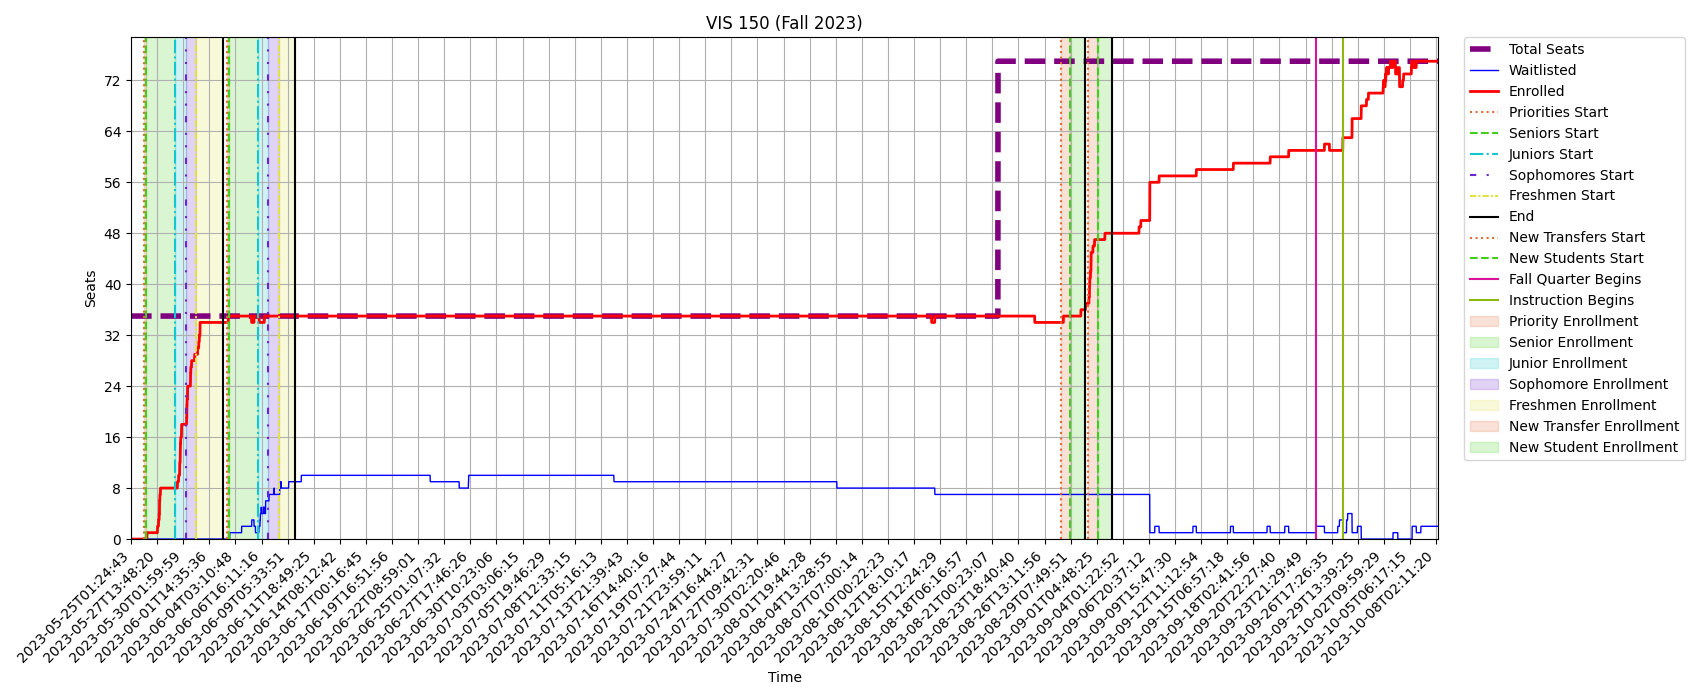 VIS 150 (Fall 2023)
Seats
72
64
56
48
40
32
24
16
8
0
2023-05-25T01:24:43
2023-05-27T13:48:20
2023-05-30T01:59:59
2023-06-01T14:35:36
2023-06-04T03:10:48
2023-06-06T16:11:16
2023-06-09T05:33:51
2023-06-11T18:49:25
2023-06-14T08:12:42
2023-06-17T00:16:45
2023-06-19T16:51:56
2023-06-22T08:59:01
2023-06-25T01:07:32
2023-06-27T17:46:26
2023-06-30T10:23:06
2023-07-03T03:06:15
2023-07-05T19:46:29
2023-07-08T12:33:15
2023-07-11T05:16:13
2023-07-13T21:39:43
2023-07-16T14:40:16
2023-07-19T07:27:44
2023-07-21T23:59:11
2023-07-24T16:44:27
2023-07-27T09:42:31
2023-07-30T02:20:46
2023-08-01T19:44:28
2023-08-04T13:28:55
2023-08-07T07:00:14
2023-08-10T00:22:23
2023-08-12T18:10:17
2023-08-15T12:24:29
2023-08-18T06:16:57
2023-08-21T00:23:07
2023-08-23T18:40:40
2023-08-26T13:11:56
2023-08-29T07:49:51
2023-09-01T04:48:25
2023-09-04T01:22:52
2023-09-06T20:37:12
2023-09-09T15:47:30
2023-09-12T11:12:54
2023-09-15T06:57:18
2023-09-18T02:41:56
2023-09-20T22:27:40
2023-09-23T21:29:49
2023-09-26T17:26:35
2023-09-29T13:39:25
2023-10-02T09:59:29
2023-10-05T06:17:15
2023-10-08T02:11:20
Time
Total Seats
Waitlisted
Enrolled
Priorities Start
Seniors Start
Juniors Start
Sophomores Start
Freshmen Start
End
New Transfers Start
New Students Start
Fall Quarter Begins
Instruction Begins
Priority Enrollment
Senior Enrollment
Junior Enrollment
Sophomore Enrollment
Freshmen Enrollment
New Transfer Enrollment
New Student Enrollment